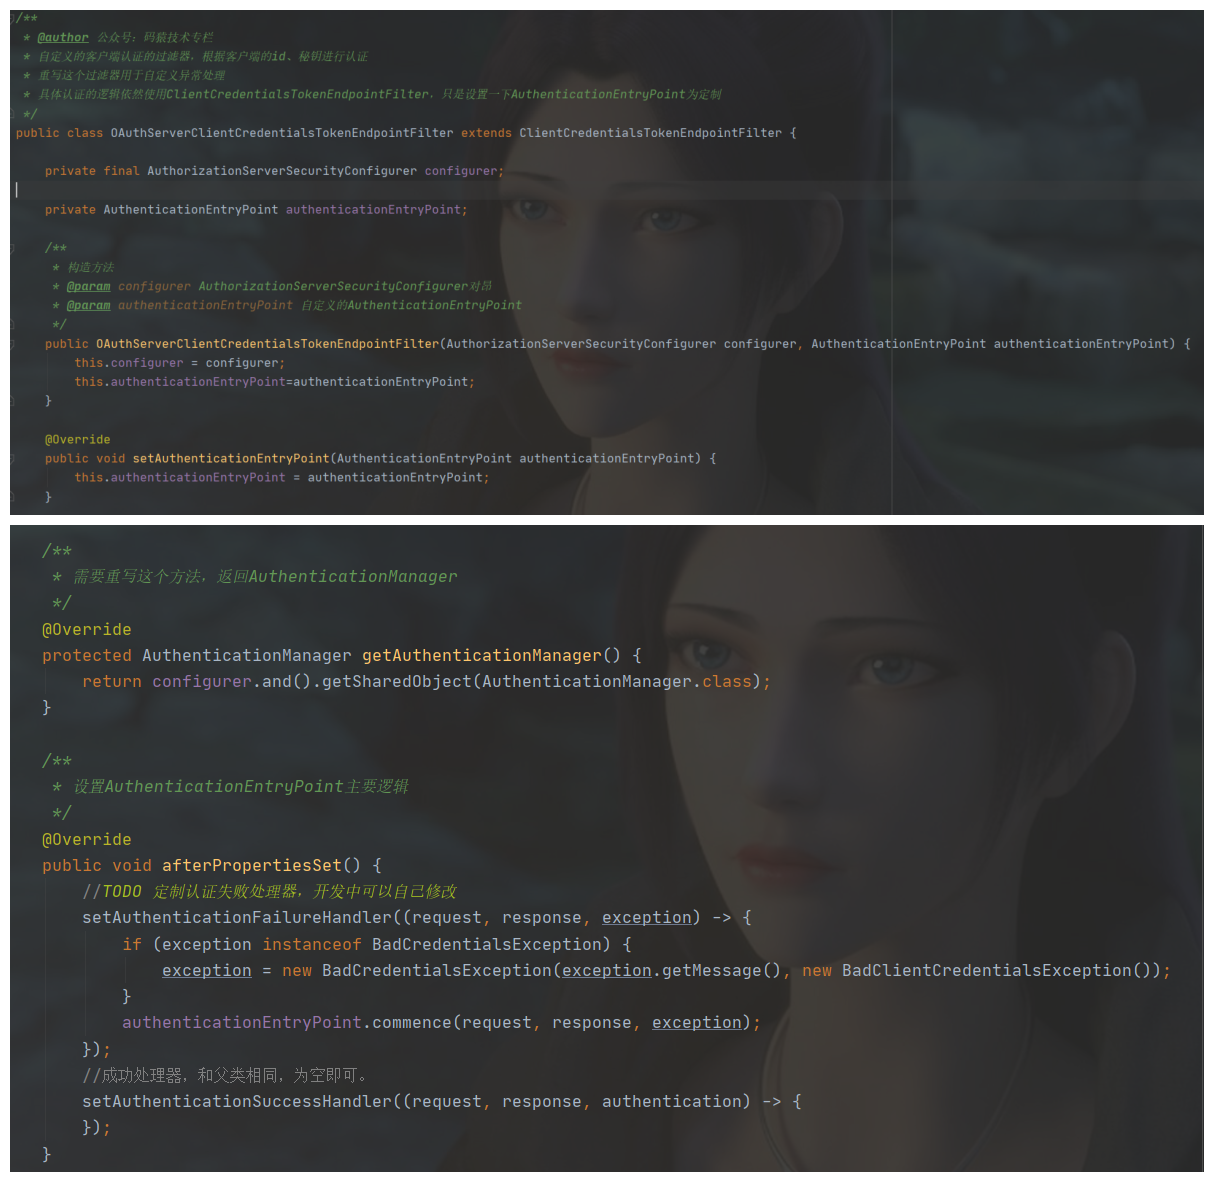 /**
 * @author 公众号：码猿技术专栏
 * 自定义的客户端认证的过滤器，根据客户端的id、秘钥进行认证
 * 重写这个过滤器用于自定义异常处理
 * 具体认证的逻辑依然使用ClientCredentialsTokenEndpointFilter，只是设置一下AuthenticationEntryPoint为定制
 */
public class OAuthServerClientCredentialsTokenEndpointFilter extends ClientCredentialsTokenEndpointFilter {
    private final AuthorizationServerSecurityConfigurer configurer;
    private AuthenticationEntryPoint authenticationEntryPoint;
    /**
     * 构造方法
     * @param configurer AuthorizationServerSecurityConfigurer对昂
     * @param authenticationEntryPoint 自定义的AuthenticationEntryPoint
     */
    public OAuthServerClientCredentialsTokenEndpointFilter(AuthorizationServerSecurityConfigurer configurer, AuthenticationEntryPoint authenticationEntryPoint) {
        this.configurer = configurer;
        this.authenticationEntryPoint=authenticationEntryPoint;
    }
    @Override
    public void setAuthenticationEntryPoint(AuthenticationEntryPoint authenticationEntryPoint) {
        this.authenticationEntryPoint = authenticationEntryPoint;
    }
    /**
     * 需要重写这个方法，返回AuthenticationManager
     */
    @Override
    protected AuthenticationManager getAuthenticationManager() {
        return configurer.and().getSharedObject(AuthenticationManager.class);
    }
    /**
     * 设置AuthenticationEntryPoint主要逻辑
     */
    @Override
    public void afterPropertiesSet() {
        //TODO 定制认证失败处理器，开发中可以自己修改
        setAuthenticationFailureHandler((request, response, exception) -> {
            if (exception instanceof BadCredentialsException) {
                exception = new BadCredentialsException(exception.getMessage(), new BadClientCredentialsException());
            }
            authenticationEntryPoint.commence(request, response, exception);
        });
        //成功处理器，和父类相同，为空即可。
        setAuthenticationSuccessHandler((request, response, authentication) -> {
        });
    }